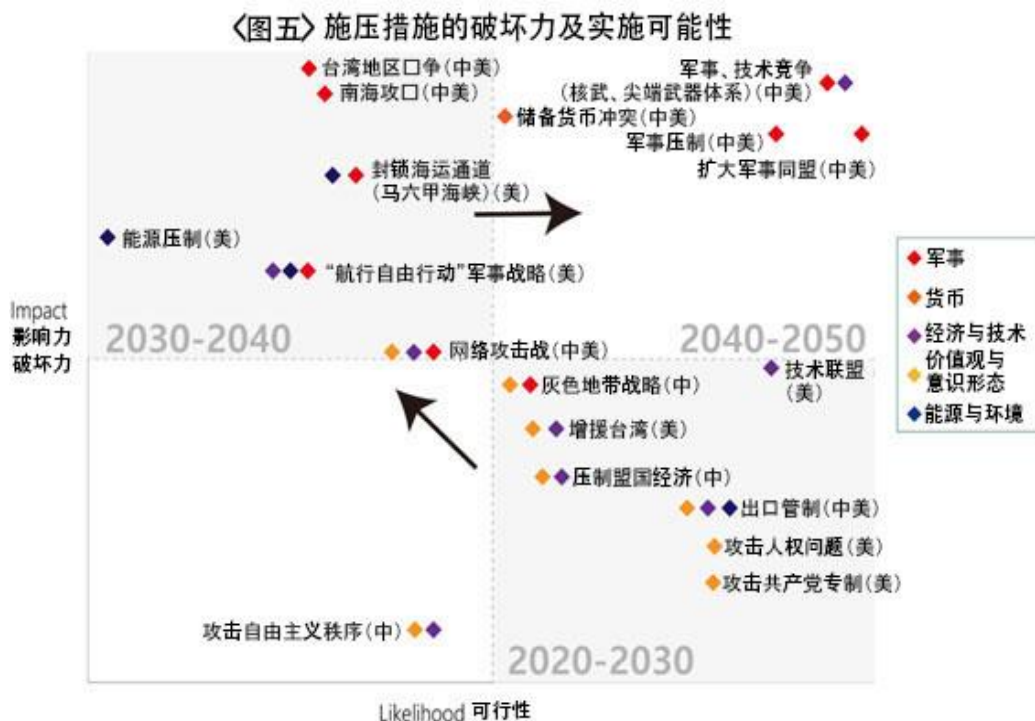 〈图五〉施压措施的破坏力及实施可能性
台湾地区口争(中美)
南海攻口(中美)
军事、技术竞争
(核武、尖端武器体系)(中美)
储备货币冲突(中美)
军事压制(中美)
扩大军事同盟(中美)
封锁海运通道
(马六甲海峡)(美)
能源压制(美)
“航行自由行动”军事战略(美)
军事
货币
经济与技术
价值观与
意识形态
能源与环境
Impact
影响力
破坏力
2030-2040
2040-2050
网络攻击战(中美)
技术联盟
(美)
灰色地带战略(中)
增援台湾(美)
压制盟国经济(中)
出口管制(中美)
攻击人权问题(美)
攻击共产党专制(美)
攻击自由主义秩序(中)
2020-2030
Likelihood 可行性